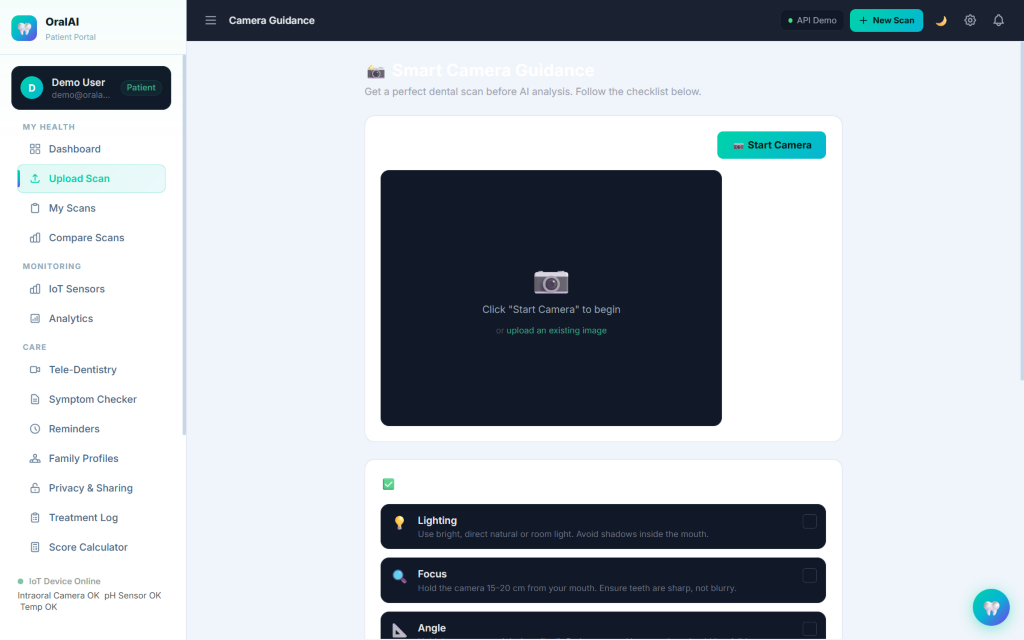 OralAI
Patient Portal
D
Demo User
demo@oraia...
Patient
MY HEALTH
Dashboard
Upload Scan
My Scans
Compare Scans
MONITORING
IoT Sensors
Analytics
CARE
Tele-Dentistry
Symptom Checker
Reminders
Family Profiles
Privacy & Sharing
Treatment Log
Score Calculator
IoT Device Online
Intraoral Camera OK pH Sensor OK
Temp OK
Camera Guidance
API Demo
New Scan
Smart Camera Guidance
Get a perfect dental scan before AI analysis. Follow the checklist below.
Start Camera
Click "Start Camera" to begin
or upload an existing image
Lighting
Use bright, direct natural or room light. Avoid shadows inside the mouth.
Focus
Hold the camera 15-20 cm from your mouth. Ensure teeth are sharp, not blurry.
Angle